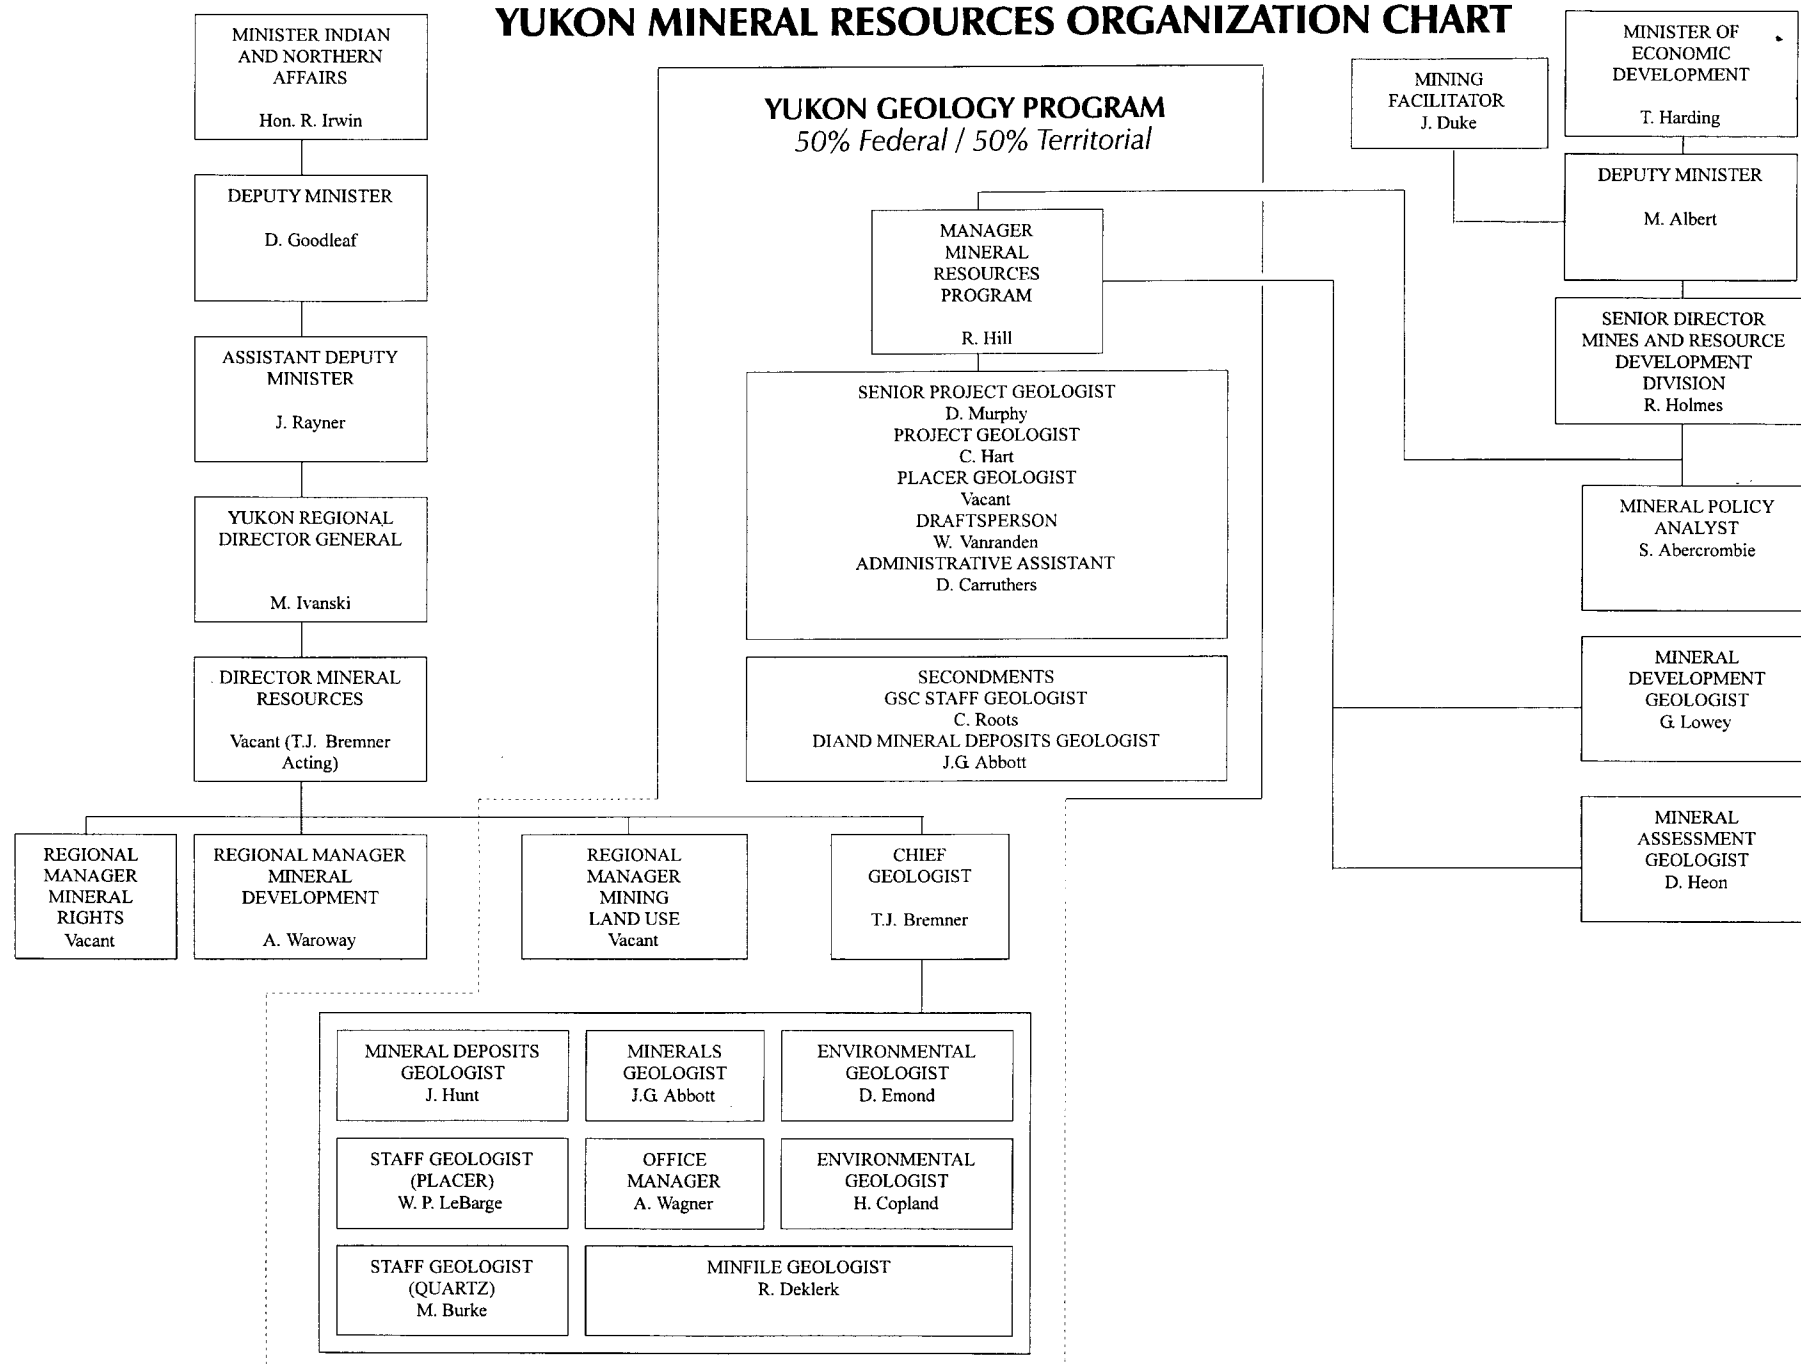 YUKON MINERAL RESOURCES ORGANIZATION CHART
MINISTER INDIAN
AND NORTHERN
AFFAIRS
Hon. R. Irwin
DEPUTY MINISTER
D. Goodleaf
ASSISTANT DEPUTY
MINISTER
J. Rayner
YUKON REGIONAL
DIRECTOR GENERAL
M. Ivanski
DIRECTOR MINERAL
RESOURCES
Vacant (T.J. Bremner
Acting)
REGIONAL
MANAGER
MINERAL
RIGHTS
Vacant
REGIONAL MANAGER
MINERAL
DEVELOPMENT
A. Waroway
REGIONAL
MANAGER
MINING
LAND USE
Vacant
CHIEF
GEOLOGIST
T.J. Bremner
MINERAL DEPOSITS
GEOLOGIST
J. Hunt
MINERALS
GEOLOGIST
J.G. Abbott
ENVIRONMENTAL
GEOLOGIST
D. Emond
STAFF GEOLOGIST
(PLACER)
W. P. LeBarge
OFFICE
MANAGER
A. Wagner
ENVIRONMENTAL
GEOLOGIST
H. Copland
STAFF GEOLOGIST
(QUARTZ)
M. Burke
MINFILE GEOLOGIST
R. Deklerk
YUKON GEOLOGY PROGRAM
50% Federal / 50% Territorial
MANAGER
MINERAL
RESOURCES
PROGRAM
R. Hill
SENIOR PROJECT GEOLOGIST
D. Murphy
PROJECT GEOLOGIST
C. Hart
PLACER GEOLOGIST
Vacant
DRAFTSPERSON
W. Vanranden
ADMINISTRATIVE ASSISTANT
D. Carruthers
SECONDMENTS
GSC STAFF GEOLOGIST
C. Roots
DIAND MINERAL DEPOSITS GEOLOGIST
J.G. Abbott
MINING
FACILITATOR
J. Duke
MINISTER OF
ECONOMIC
DEVELOPMENT
T. Harding
DEPUTY MINISTER
M. Albert
SENIOR DIRECTOR
MINES AND RESOURCE
DEVELOPMENT
DIVISION
R. Holmes
MINERAL POLICY
ANALYST
S. Abercrombie
MINERAL
DEVELOPMENT
GEOLOGIST
G. Lowey
MINERAL
ASSESSMENT
GEOLOGIST
D. Heon